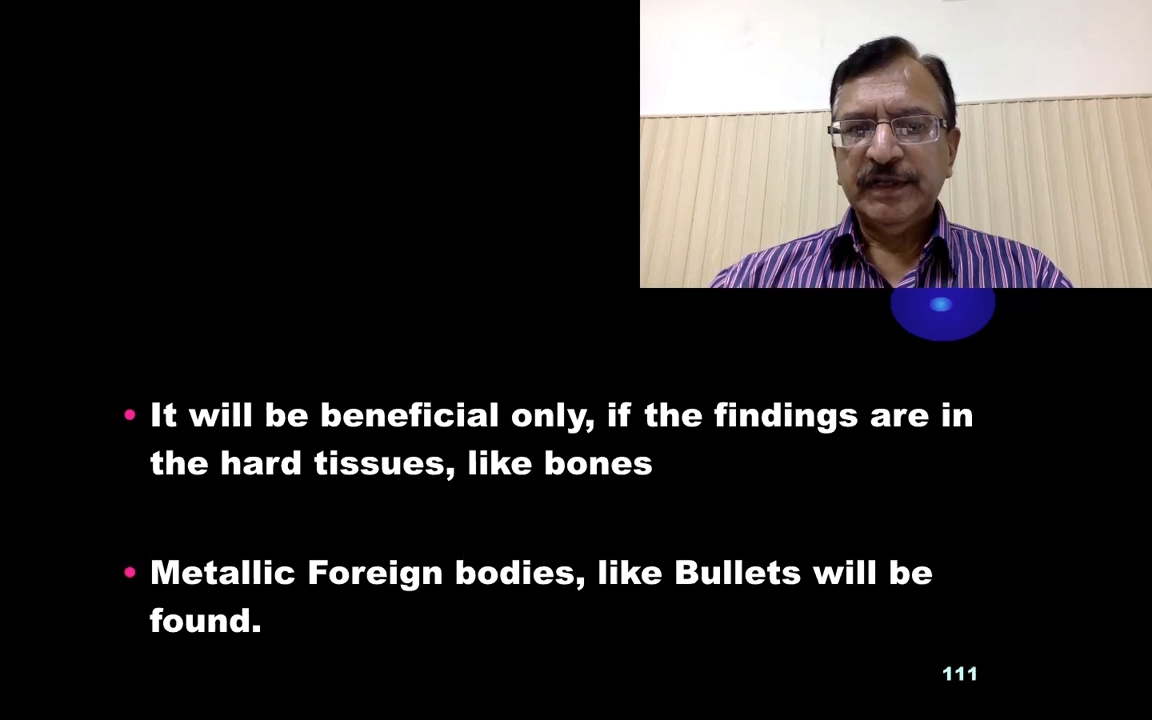 • It will be beneficial only, if the findings are in
the hard tissues, like bones
• Metallic Foreign bodies, like Bullets will be
found.
111